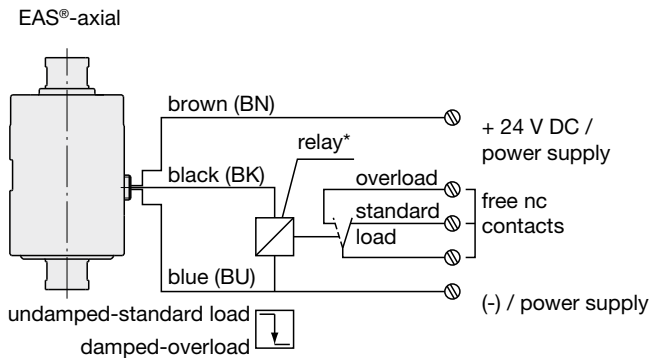 EAS®-axial
brown (BN)
+ 24 V DC /
power supply
relay*
black (BK)
overload
standard
load
free nc
contacts
blue (BU)
(-) / power supply
undamped-standard load
damped-overload